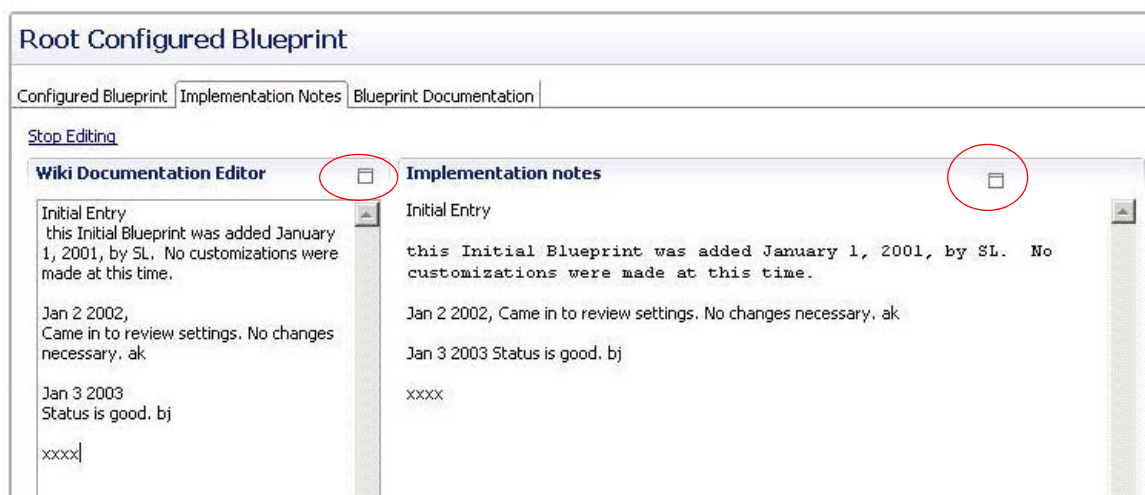 Root Configured Blueprint
Configured Blueprint Implementation Notes Blueprint Documentation
Stop Editing
Wiki Documentation Editor
Initial Entry
this Initial Blueprint was added January
1, 2001, by SL. No customizations were
made at this time.
Jan 2 2002,
Came in to review settings. No changes
necessary. ak
Jan 3 2003
Status is good. bj
xxxx
Implementation notes
Initial Entry
this Initial Blueprint was added January 1, 2001, by SL. No
customizations were made at this time.
Jan 2 2002, Came in to review settings. No changes necessary. ak
Jan 3 2003 Status is good. bj
xxxx